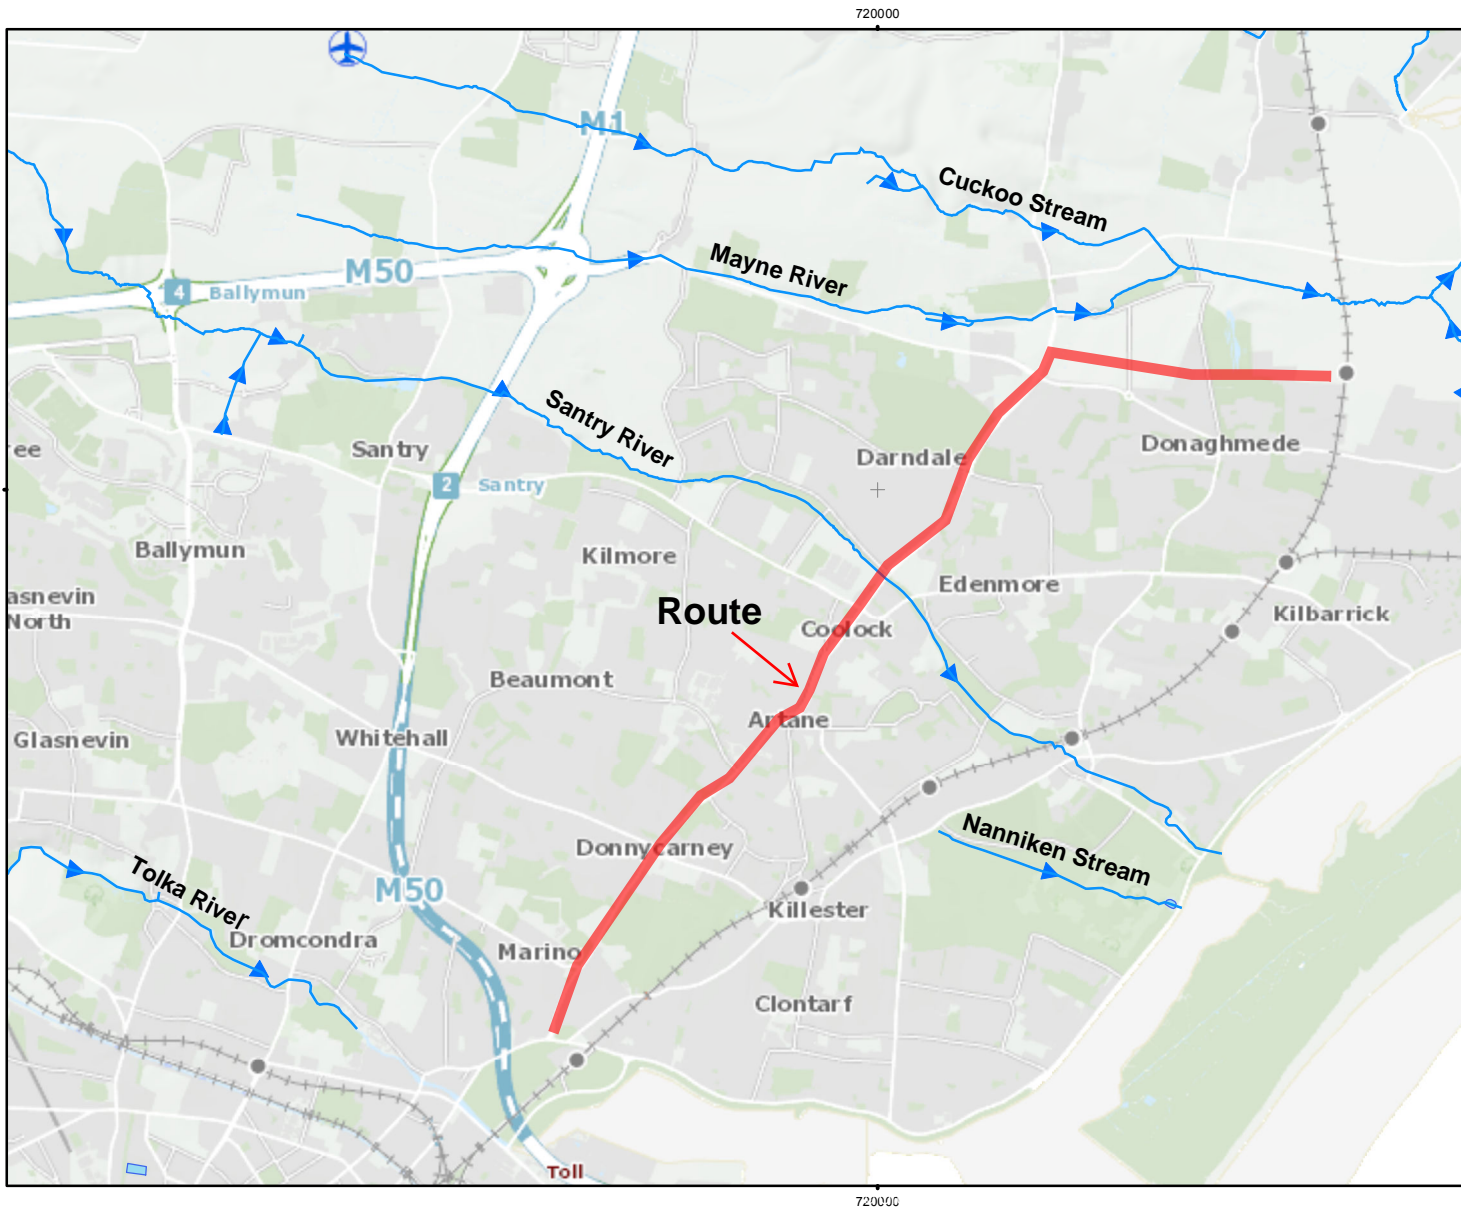 720000
M1
Cuckoo Stream
Mayne River
M50
4
Ballymun
Santry River
Santry
2
Santry
ree
Darndale
Donaghmede
Ballymun
Kilmore
Edenmore
asnevin
North
Route
Coolock
Kilbarrick
Beaumont
Artane
Glasnevin
Whitehall
Donnycarney
Nanniken Stream
Tolka River
M50
Killester
Dromcondra
Marino
Clontarf
Toll
720000